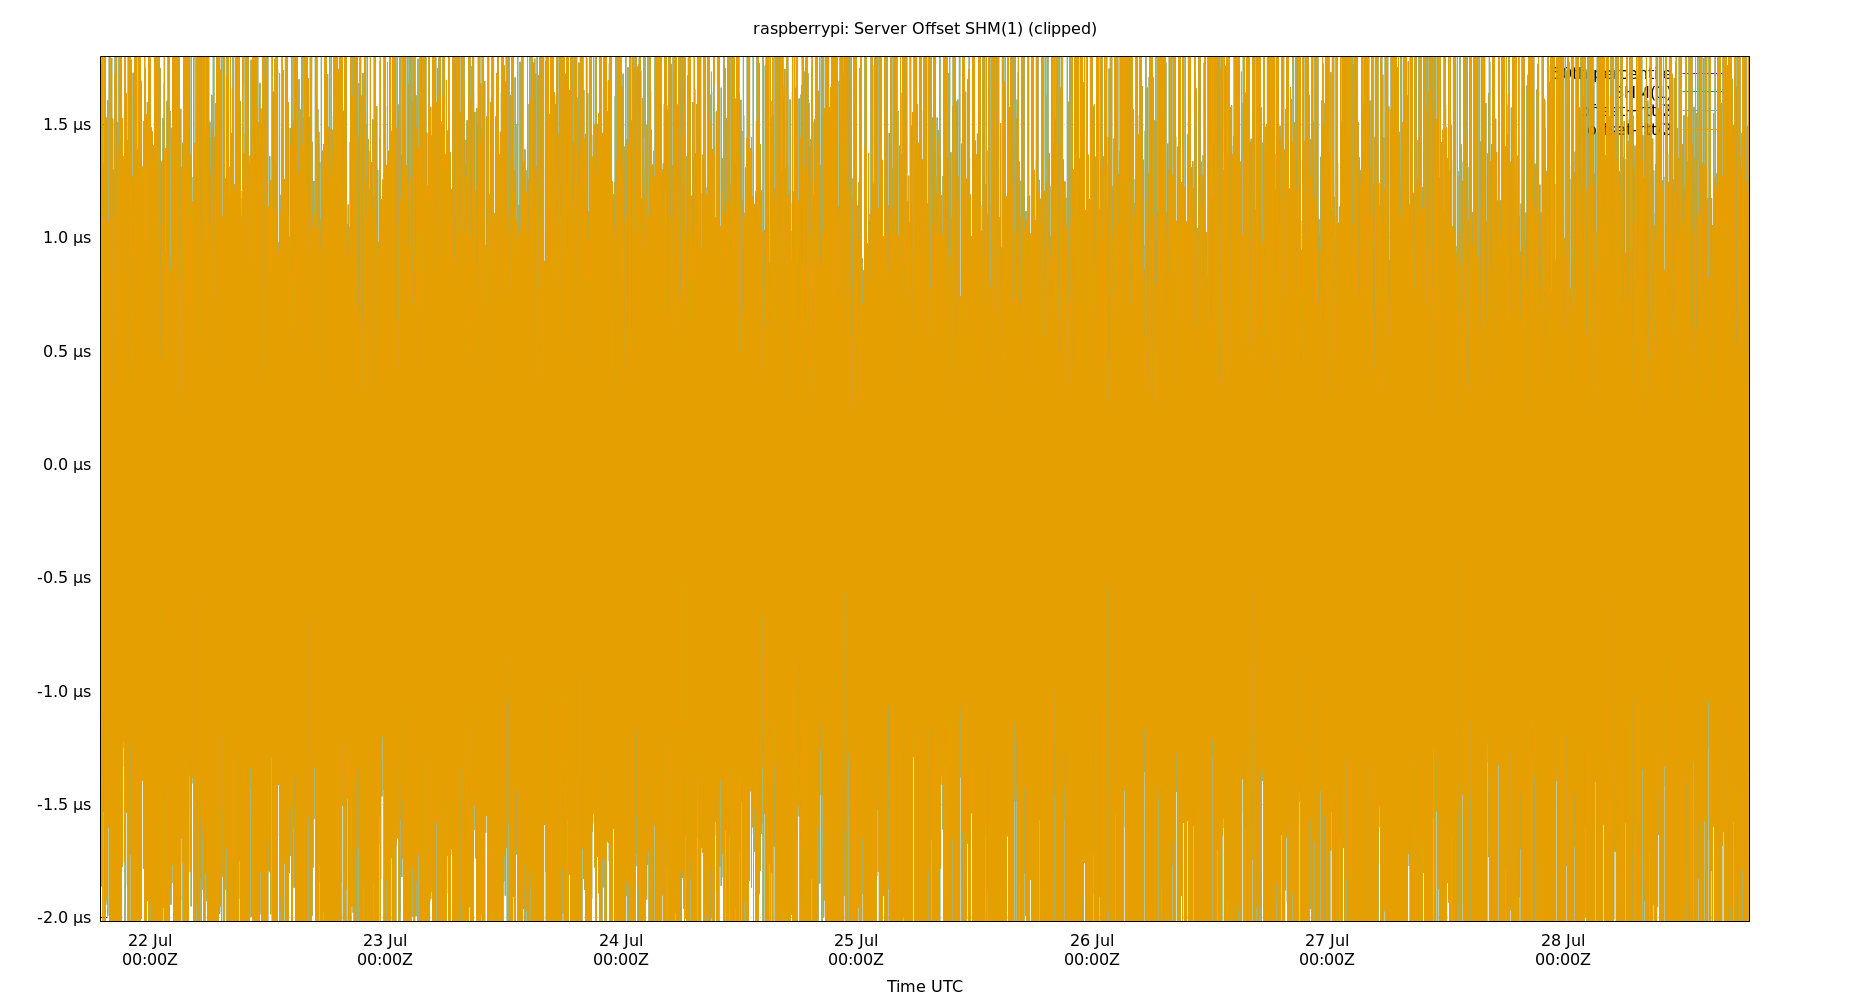 raspberrypi: Server Offset SHM(1) (clipped)
percentile
SHM(1)
1.5 µs
1.0 µs
0.5 µs
0.0 µs
-0.5 µs
-1.0 µs
-1.5 µs
-2.0 µs
22 Jul 23 Jul 24 Jul 25 Jul 26 Jul 27 Jul 28 Jul
00:00Z 00:00Z 00:00Z 00:00Z 00:00Z 00:00Z 00:00Z
Time UTC